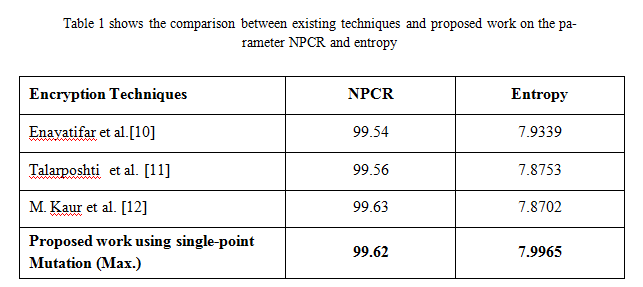 Table 1 shows the comparison between existing techniques and proposed work on the pa-
rameter NPCR and entropy
Encryption Techniques NPCR Entropy
Enayatifar et al.[10] 99.54 7.9339
Talarposhti et al. [11] 99.56 7.8753
M. Kaur et al. [12] 99.63 7.8702
Proposed work using single-point
Mutation (Max.) 99.62 7.9965